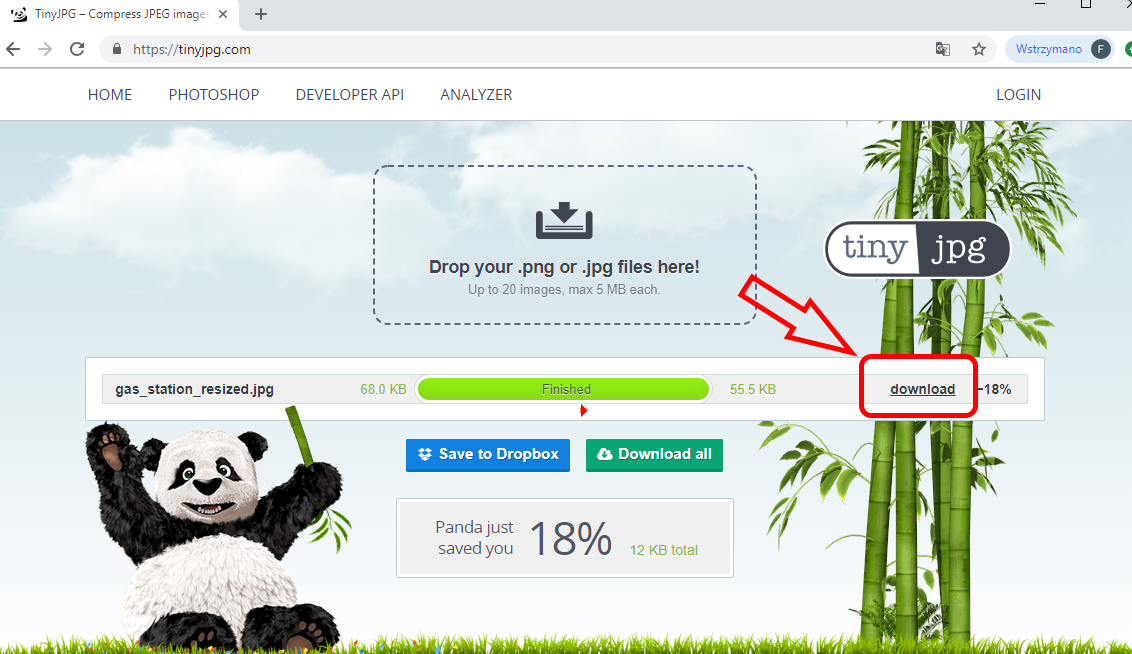 TinyJPG – Compress JPEG images
https://tinyjpg.com
Wstrzymano F
HOME PHOTOSHOP DEVELOPER API ANALYZER LOGIN
Drop your .png or .jpg files here!
Up to 20 images, max 5 MB each.
tiny jpg
gas_station_resized.jpg 68.0 KB Finished 55.5 KB download -18%
Save to Dropbox Download all
Panda just
saved you 18% 12 KB total